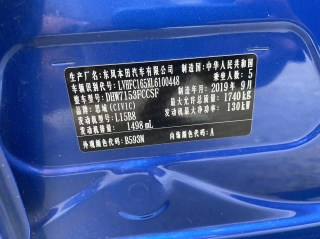 生产厂名:东风本田汽车有限公司 制造国:中华人民共和国
车辆识别代号:LVHFC165XL6100448 乘坐人数:5
整车型号:DHW7153FCCSF 制造年月:2019年9月
品牌:思域(CIVIC) 最大允许总质量:1740kg
发动机型号:L15B8 发动机最大净功率:130kW
发动机排量:1498mL
外观颜色代码:B593M 内饰颜色代码:A